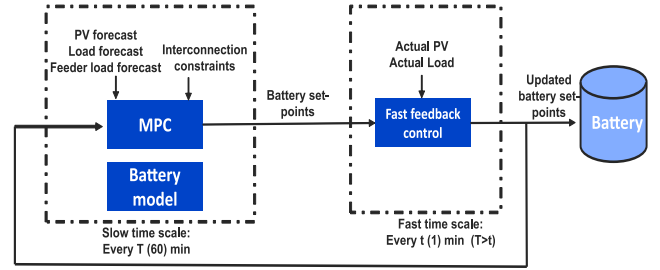 PV forecast
Load forecast
Feeder load forecast
Interconnection
constraints
MPC
Battery
model
Slow time scale:
Every T (60) min
Battery set-
points
Actual PV
Actual Load
Fast feedback
control
Fast time scale:
Every t (1) min (T>t)
Updated
battery set-
points
Battery